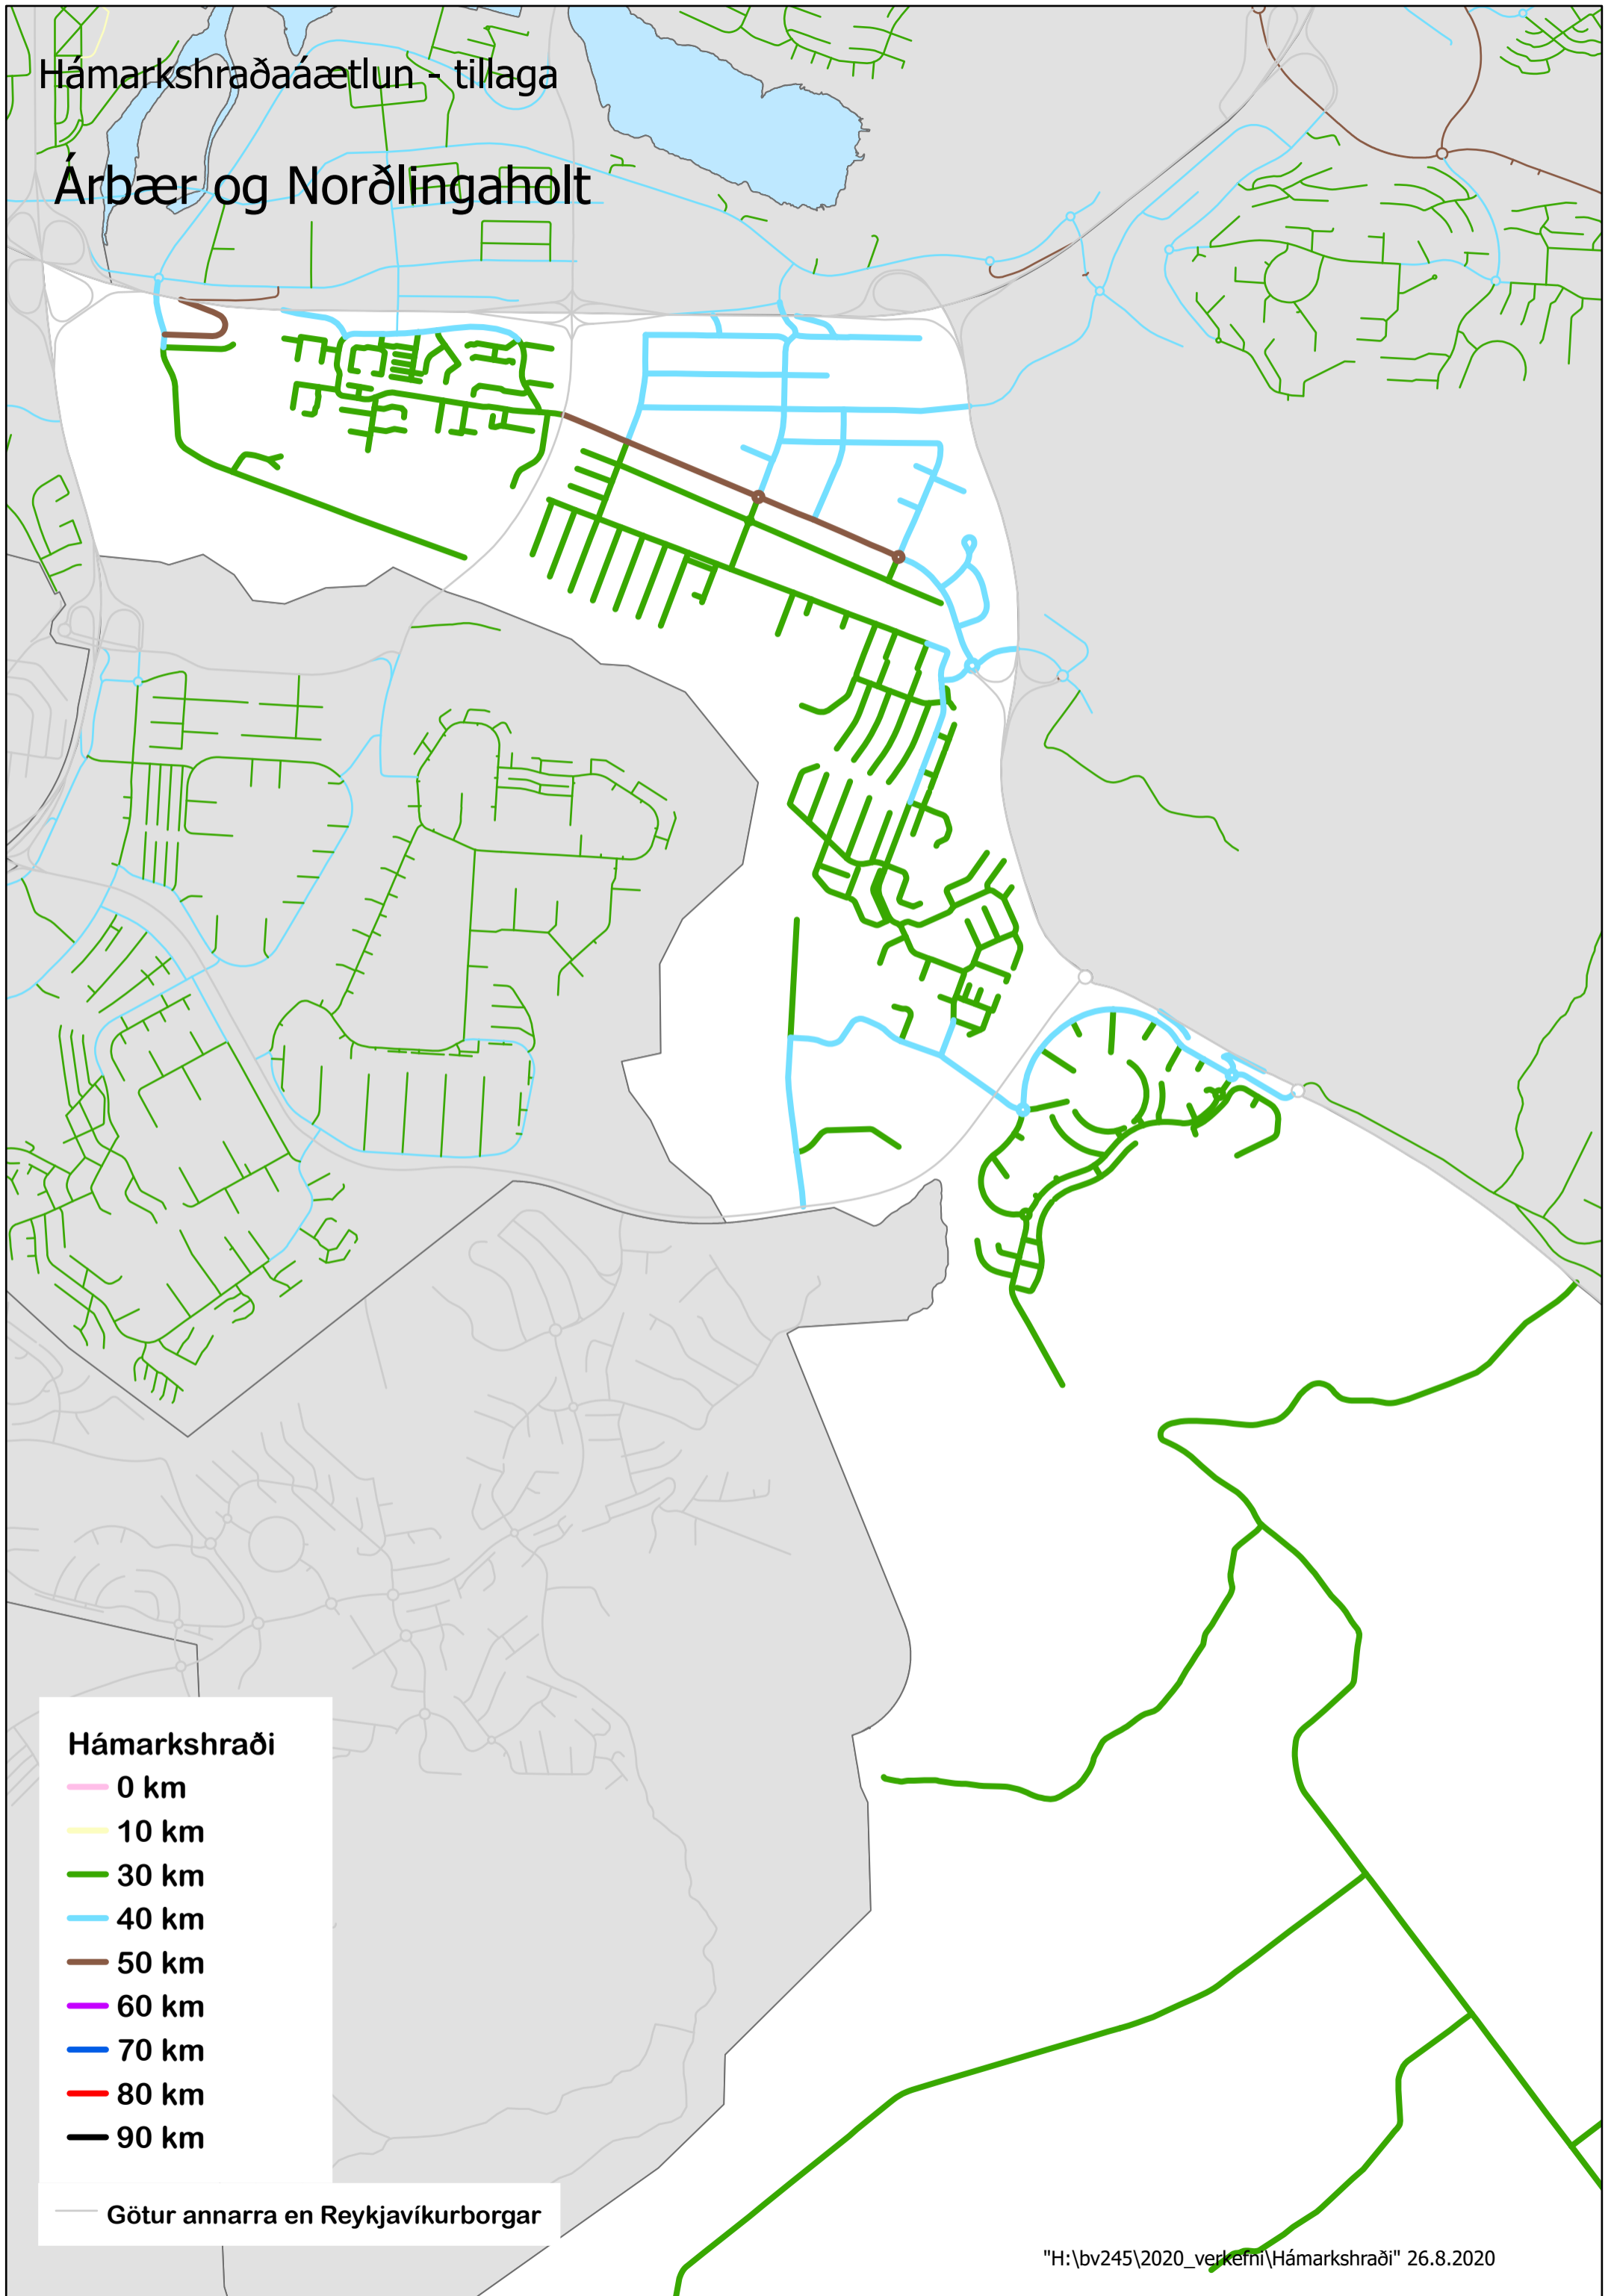 Hámarkshraðaáætlun - tillaga
Árbær og Norðlingaholt
Hámarkshraði
0 km
10 km
30 km
40 km
50 km
60 km
70 km
80 km
90 km
Götur annarra en Reykjavíkurborgar
"H:\bv245\2020_verkefni\Hámarkshraði" 26.8.2020